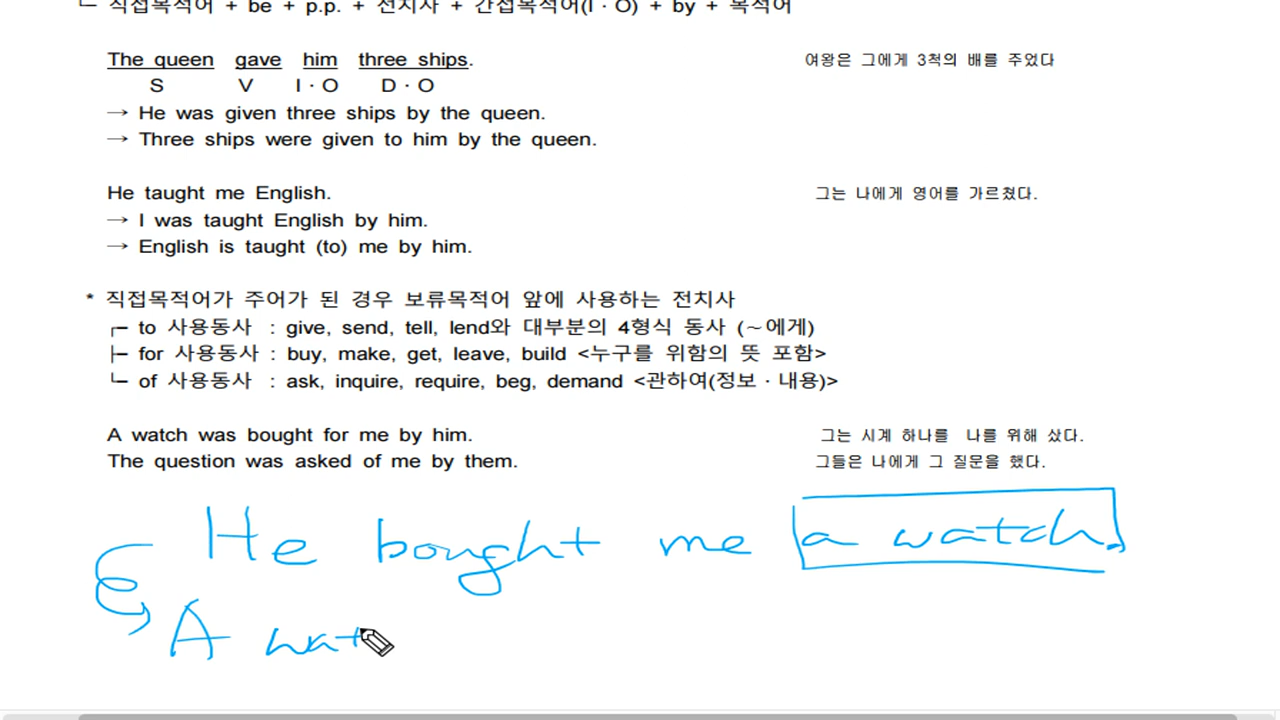 └─ 직접목적어 + be + p.p. + 전치사 + 간접목적어(I · O) + by + 목적어
The queen gave him three ships. 여왕은 그에게 3척의 배를 주었다
S V I · O D · O
→ He was given three ships by the queen.
→ Three ships were given to him by the queen.
He taught me English. 그는 나에게 영어를 가르쳤다.
→ I was taught English by him.
→ English is taught (to) me by him.
* 직접목적어가 주어가 된 경우 보류목적어 앞에 사용하는 전치사
┌─ to 사용동사 : give, send, tell, lend와 대부분의 4형식 동사 (~에게)
├─ for 사용동사 : buy, make, get, leave, build <누구를 위함의 뜻 포함>
└─ of 사용동사 : ask, inquire, require, beg, demand <관하여(정보 · 내용)>
A watch was bought for me by him. 그는 시계 하나를 나를 위해 샀다.
The question was asked of me by them. 그들은 나에게 그 질문을 했다.
He bought me a watch.
A wat